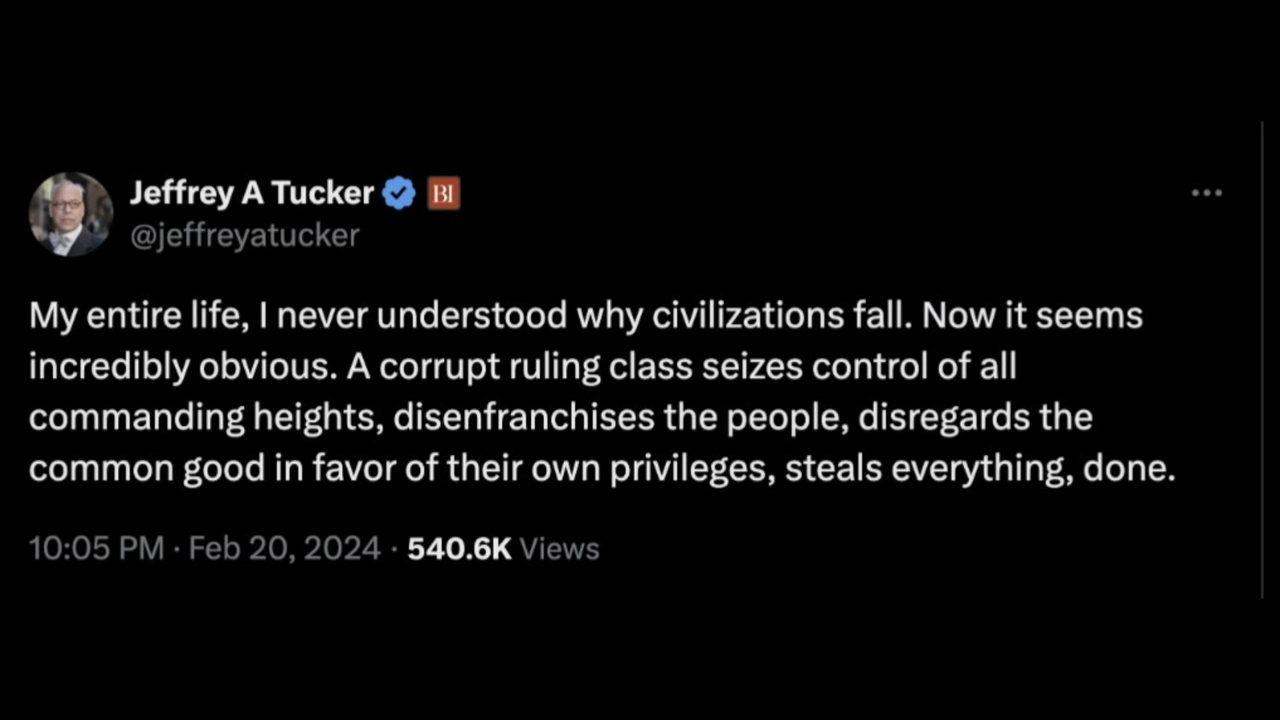 Jeffrey A Tucker BI
@jeffreyatucker
My entire life, I never understood why civilizations fall. Now it seems
incredibly obvious. A corrupt ruling class seizes control of all
commanding heights, disenfranchises the people, disregards the
common good in favor of their own privileges, steals everything, done.
10:05 PM · Feb 20, 2024 · 540.6K Views